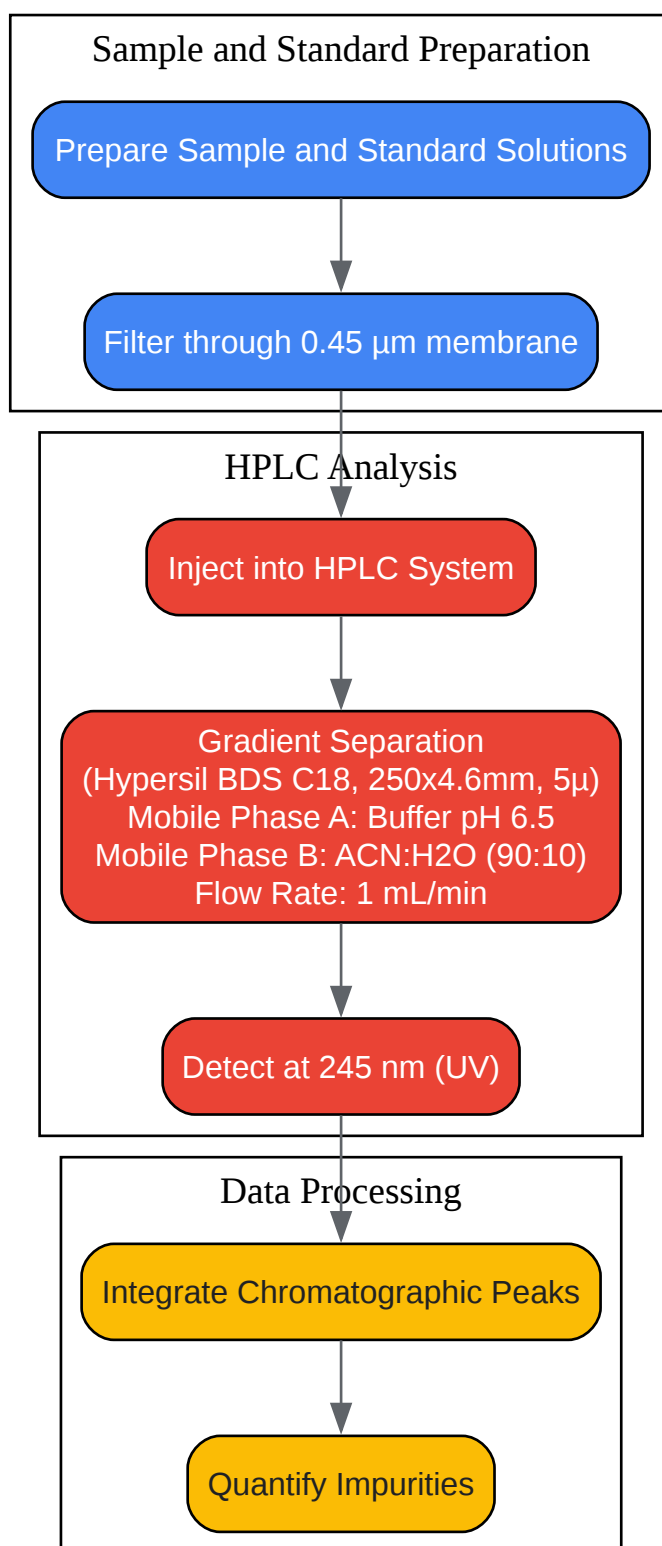 Sample and Standard Preparation
Prepare Sample and Standard Solutions
Filter through 0.45 µm membrane
HPLC Analysis
Inject into HPLC System
Gradient Separation
(Hypersil BDS C18, 250x4.6mm, 5µ)
Mobile Phase A: Buffer pH 6.5
Mobile Phase B: ACN:H2O (90:10)
Flow Rate: 1 mL/min
Detect at 245 nm (UV)
Data Processing
Integrate Chromatographic Peaks
Quantify Impurities